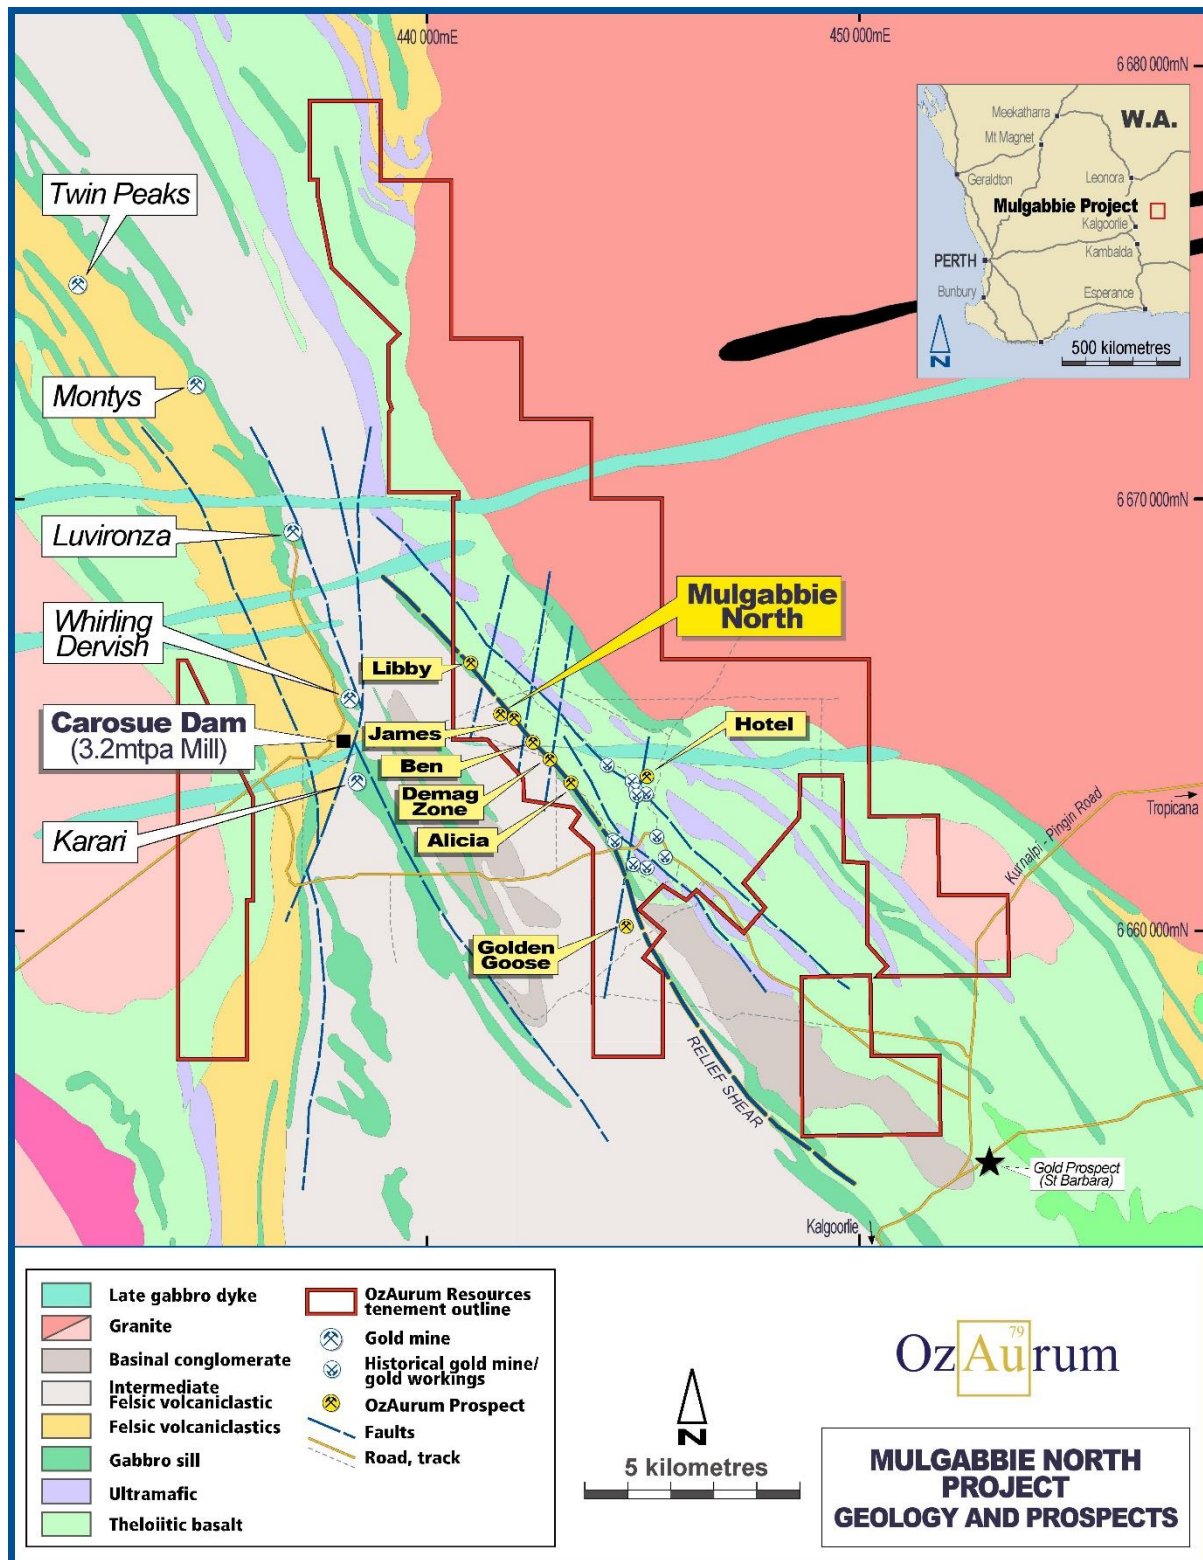 440 000mE
450 000mE
6 680 000mN
Meekatharra
W.A.
Mt Magnet
Geraldton
Leonora
Mulgabbie Project
Kalgoorlie
Kambalda
PERTH
Bunbury
Esperance
N
500 kilometres
Twin Peaks
Montys
6 670 000mN
Luvironza
Mulgabbie
North
Whirling
Dervish
Libby
Carosue Dam
(3.2mtpa Mill)
James
Hotel
Ben
Demag
Zone
Karari
Alicia
Tropicana
Kurnalpi - Pingin Road
6 660 000mN
Golden
Goose
RELIEF SHEAR
Gold Prospect
(St Barbara)
Kalgoorlie
Late gabbro dyke
Granite
Basinal conglomerate
Intermediate
Felsic volcaniclastic
Felsic volcaniclastics
Gabbro sill
Ultramafic
Theloiitic basalt
OzAurum Resources
tenement outline
Gold mine
Historical gold mine/
gold workings
OzAurum Prospect
Faults
Road, track
N
5 kilometres
79
OzAurum
MULGABBIE NORTH
PROJECT
GEOLOGY AND PROSPECTS